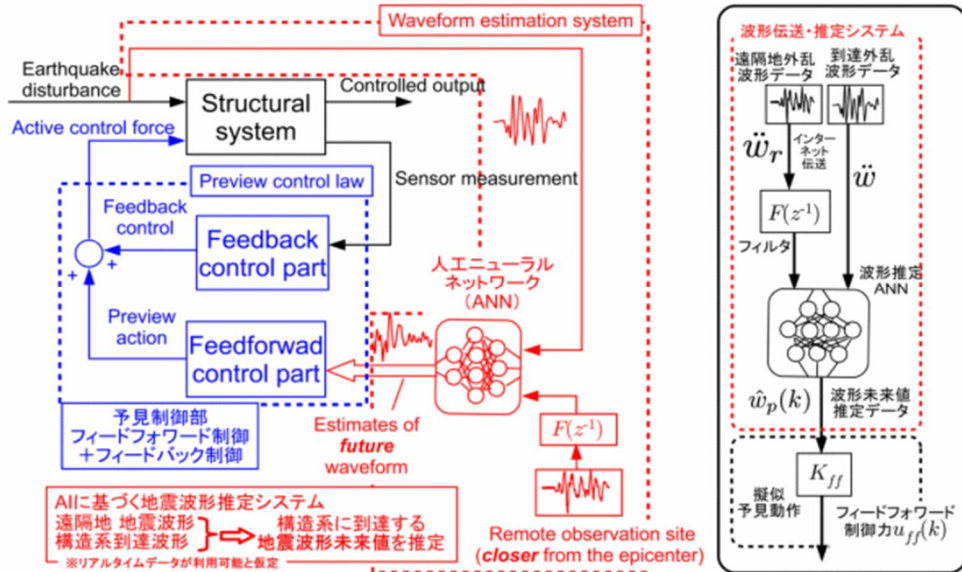 Waveform estimation system
Earthquake
disturbance
Structural
system
Controlled output
Active control force
Sensor measurement
Preview control law
Feedback
control
Feedback
control part
+
+
Preview
action
Feedforwad
control part
人工ニューラル
ネットワーク
(ANN)
Estimates of
future
waveform
F(z⁻¹)
予見制御部
フィードフォワード制御
＋フィードバック制御
AIに基づく地震波形推定システム
遠隔地 地震波形
構造系到達波形
構造系に到達する
地震波形未来値を推定
※リアルタイムデータが利用可能と仮定
Remote observation site
(closer from the epicenter)
波形伝送・推定システム
遠隔地外乱
波形データ
到達外乱
波形データ
ẅ_r
インター
ネット
伝送
ẅ
F(z⁻¹)
フィルタ
波形推定
ANN
ŵ_p(k)
波形未来値
推定データ
K_ff
擬似
予見動作
フィードフォワード
制御力u_ff(k)